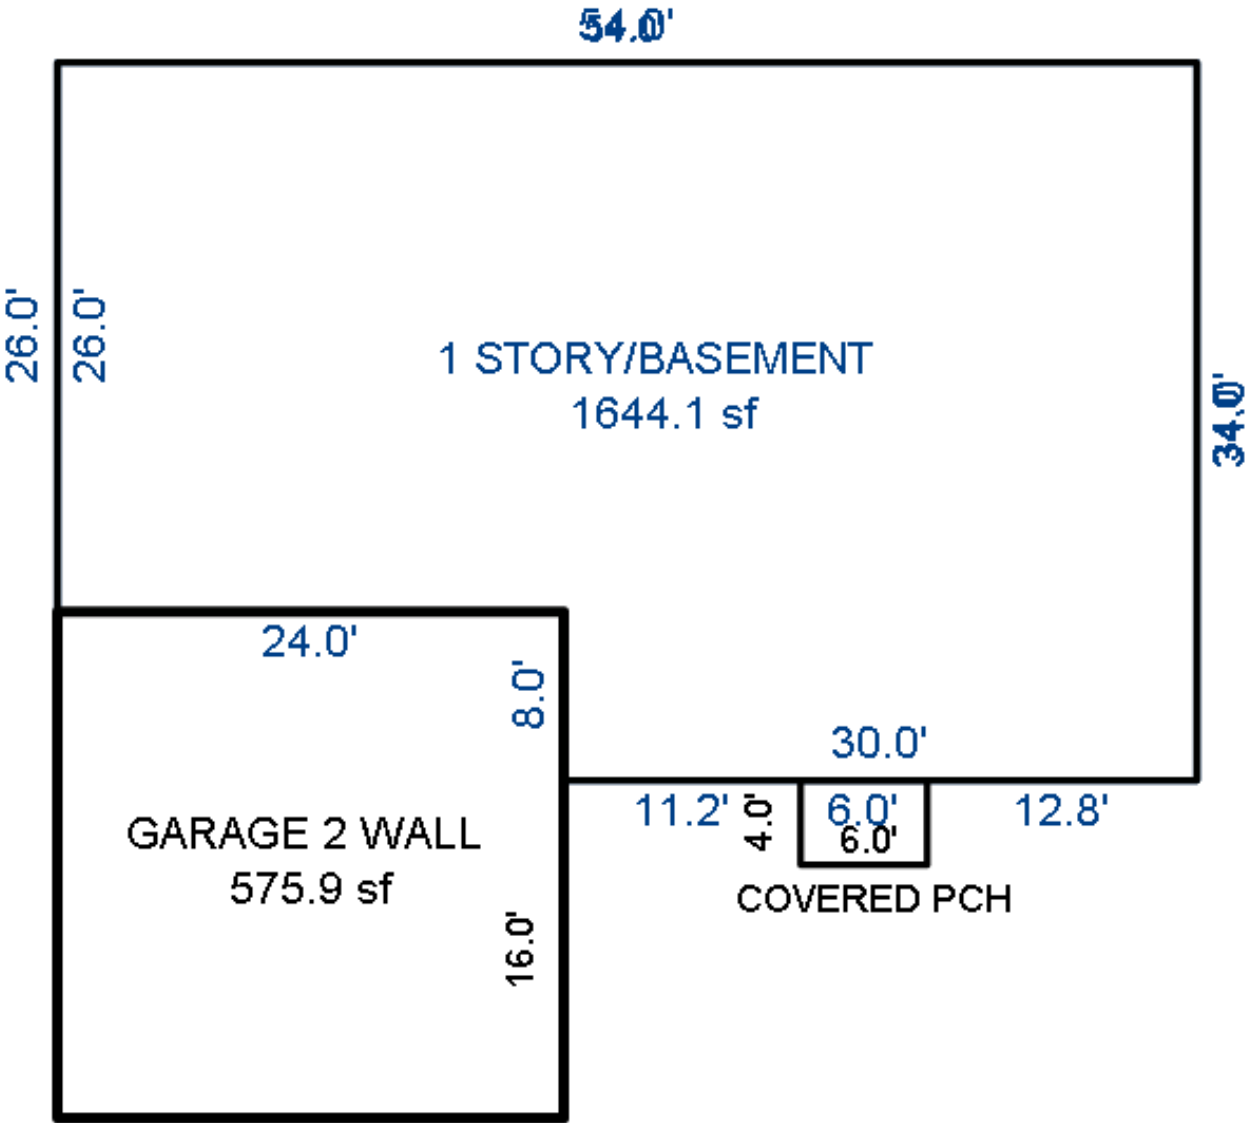 54.0'
26.0'
26.0'
1 STORY/BASEMENT
1644.1 sf
34.0'
24.0'
8.0'
30.0'
11.2'
4.0'
6.0'
6.0'
12.8'
GARAGE 2 WALL
575.9 sf
16.0'
COVERED PCH